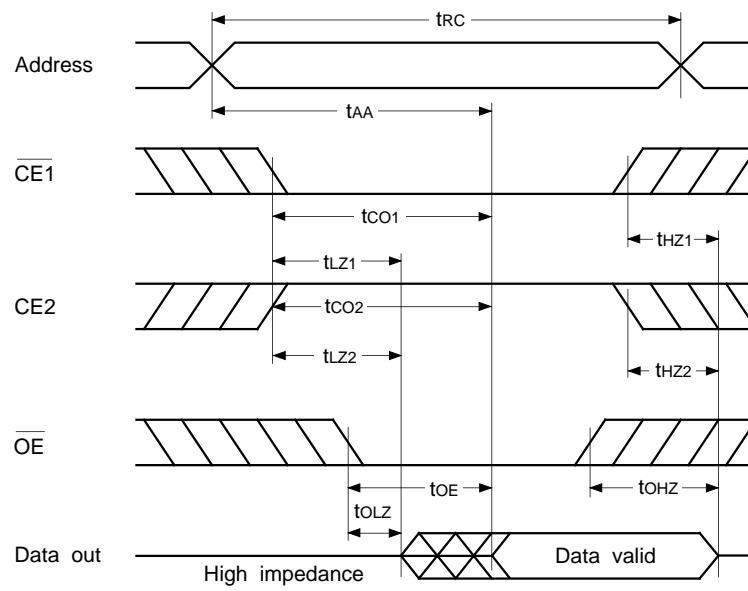 tRC
Address
tAA
CE1
tCO1
tHZ1
tLZ1
CE2
tCO2
tLZ2
tHZ2
OE
tOE
tOHZ
tOLZ
Data out
Data valid
High impedance